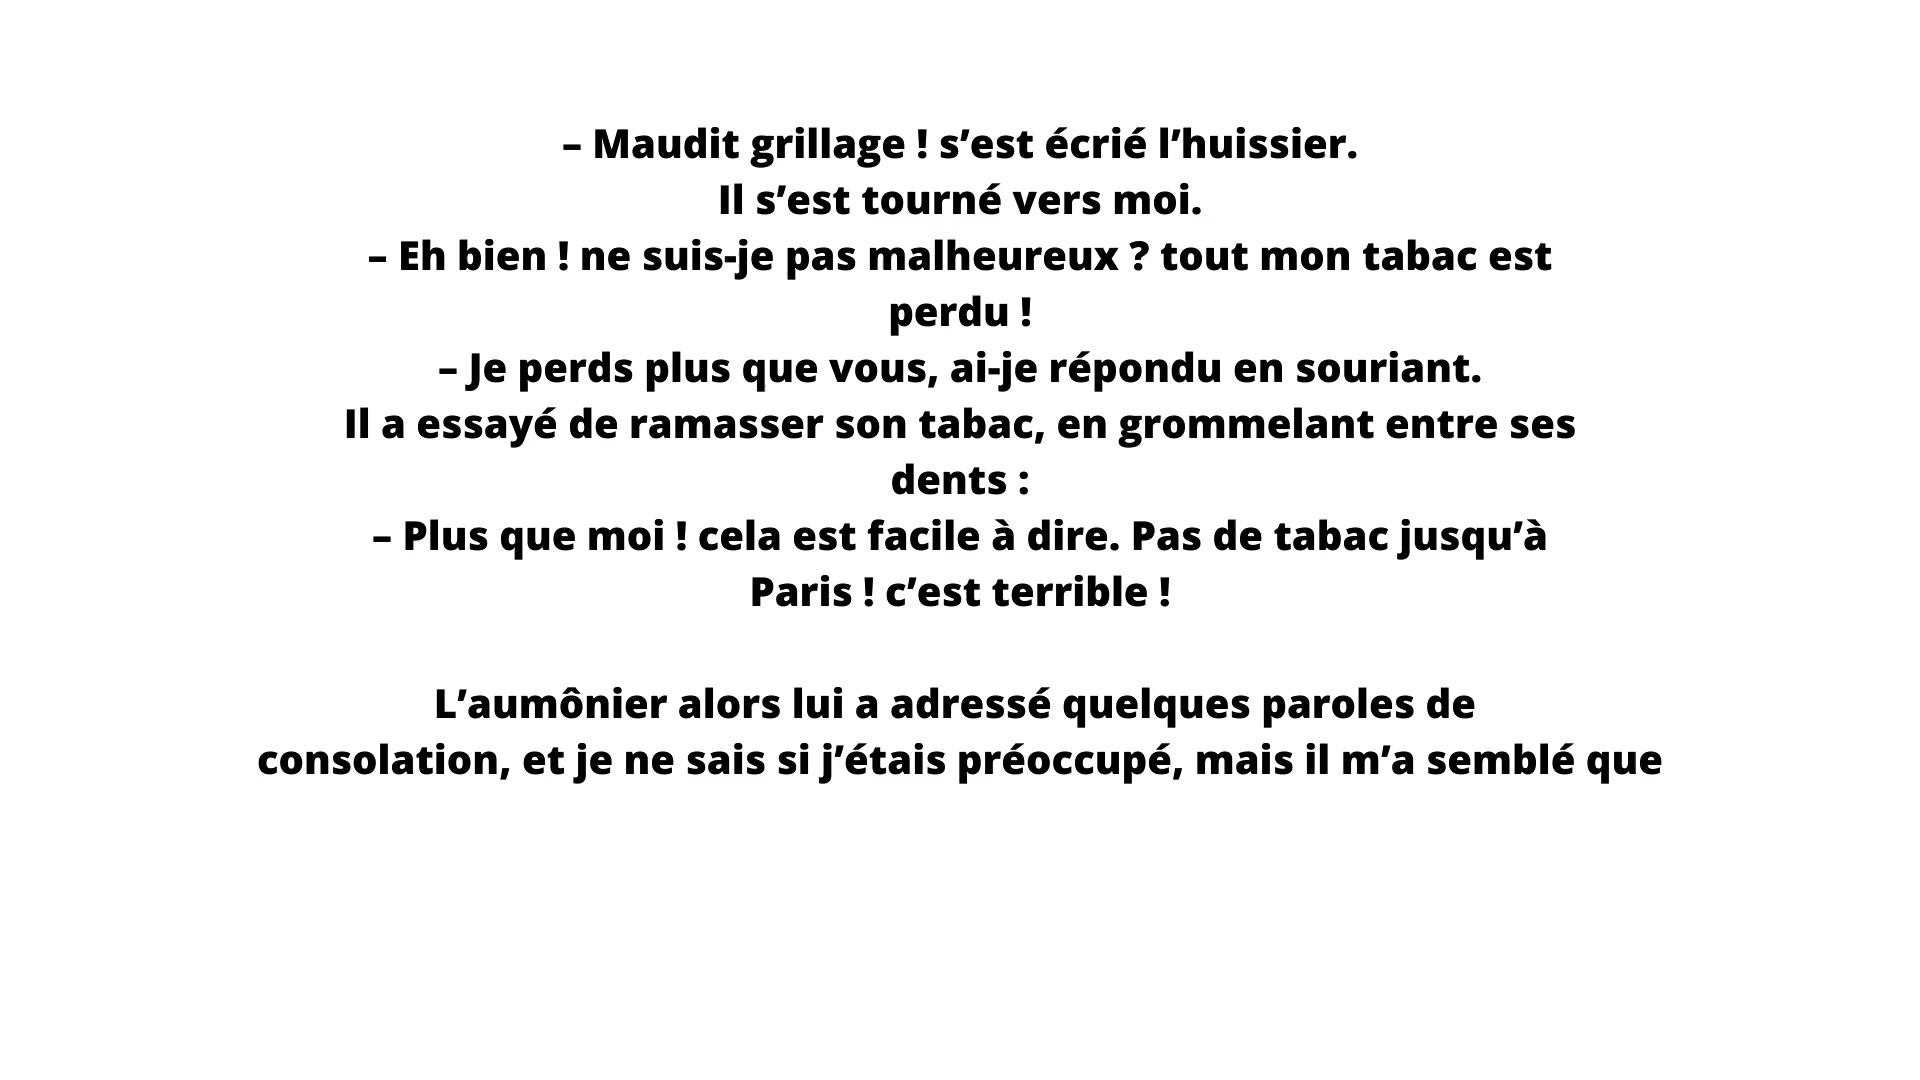 – Maudit grillage ! s’est écrié l’huissier.
Il s’est tourné vers moi.
– Eh bien ! ne suis-je pas malheureux ? tout mon tabac est
perdu !
– Je perds plus que vous, ai-je répondu en souriant.
Il a essayé de ramasser son tabac, en grommelant entre ses
dents :
– Plus que moi ! cela est facile à dire. Pas de tabac jusqu’à
Paris ! c’est terrible !
L’aumônier alors lui a adressé quelques paroles de
consolation, et je ne sais si j’étais préoccupé, mais il m’a semblé que